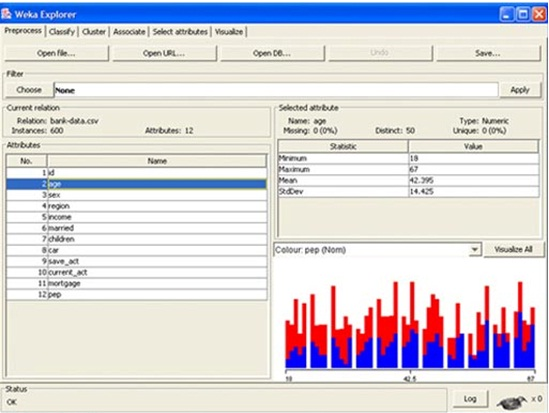 Weka Explorer
Preprocess Classify Cluster Associate Select attributes Visualize
Open file... Open URL... Open DB... Undo Save...
Filter
Choose None Apply
Current relation
Relation: bank-data.csv
Instances: 600 Attributes: 12
Selected attribute
Name: age Type: Numeric
Missing: 0 (0%) Distinct: 50 Unique: 0 (0%)
Statistic Value
Minimum 18
Maximum 67
Mean 42.395
StdDev 14.425
Attributes
No. Name
1 id
2 age
3 sex
4 region
5 income
6 married
7 children
8 car
9 save_act
10 current_act
11 mortgage
12 pep
Colour: pep (Nom) Visualize All
18 42.5 67
Status
OK
Log x 0